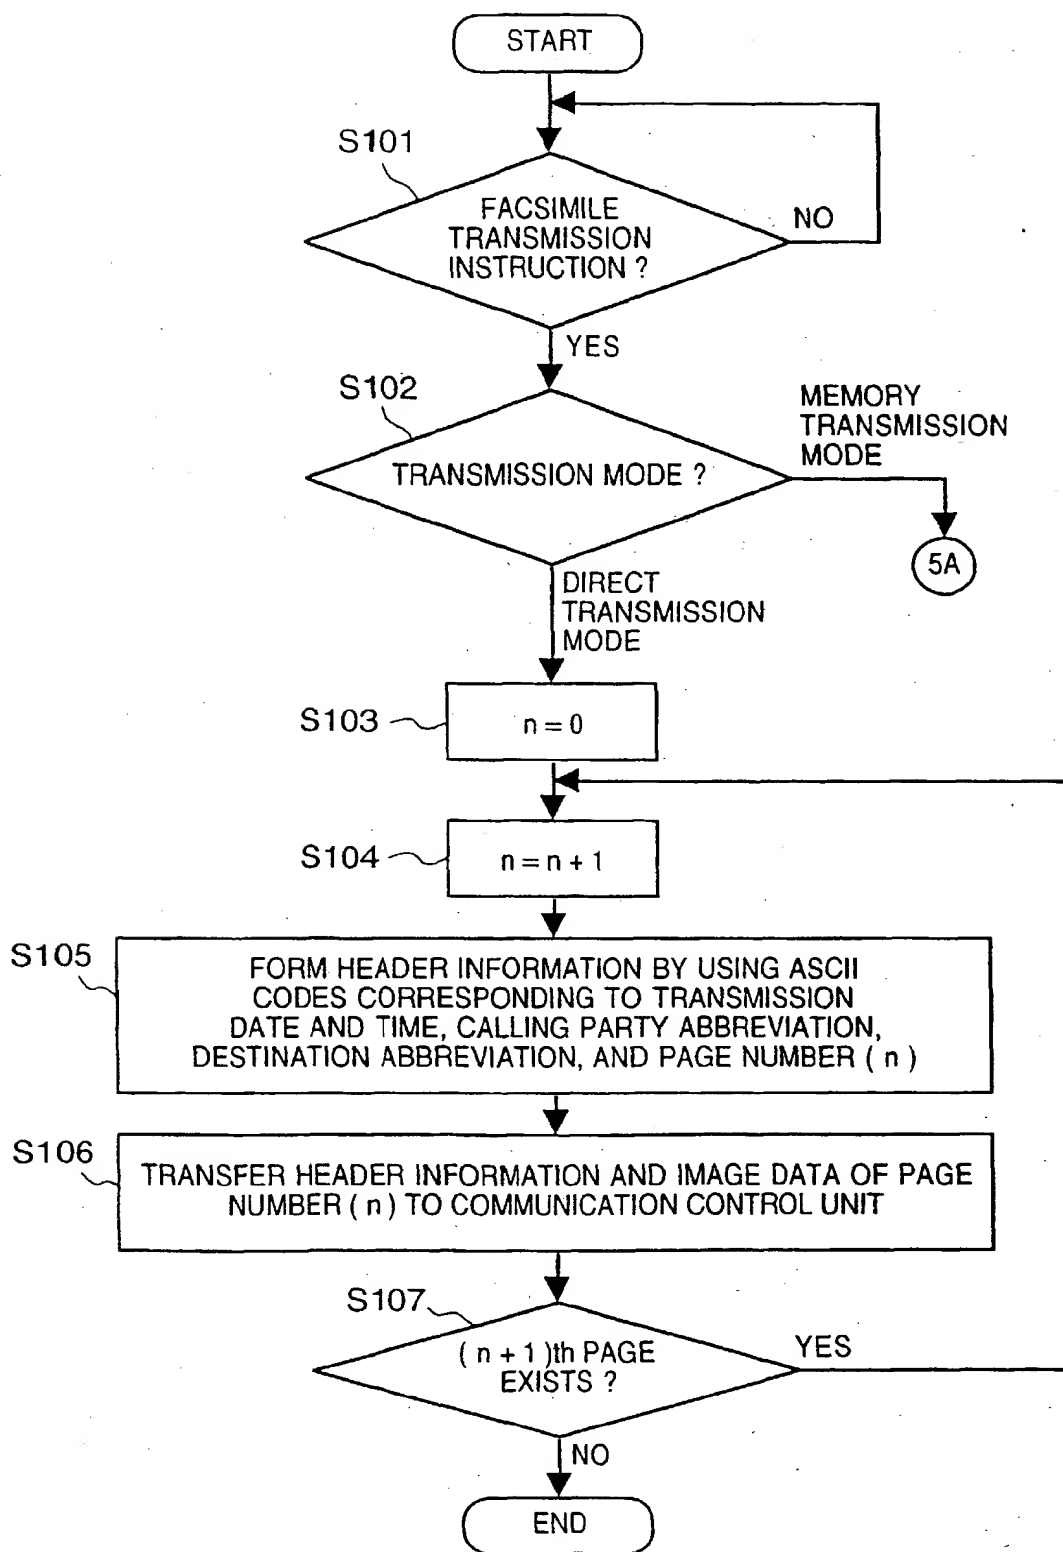 START
S101
FACSIMILE
TRANSMISSION
INSTRUCTION ?
NO
YES
S102
TRANSMISSION MODE ?
MEMORY
TRANSMISSION
MODE
5A
DIRECT
TRANSMISSION
MODE
S103
n = 0
S104
n = n + 1
S105
FORM HEADER INFORMATION BY USING ASCII
CODES CORRESPONDING TO TRANSMISSION
DATE AND TIME, CALLING PARTY ABBREVIATION,
DESTINATION ABBREVIATION, AND PAGE NUMBER ( n )
S106
TRANSFER HEADER INFORMATION AND IMAGE DATA OF PAGE
NUMBER ( n ) TO COMMUNICATION CONTROL UNIT
S107
( n + 1 )th PAGE
EXISTS ?
YES
NO
END